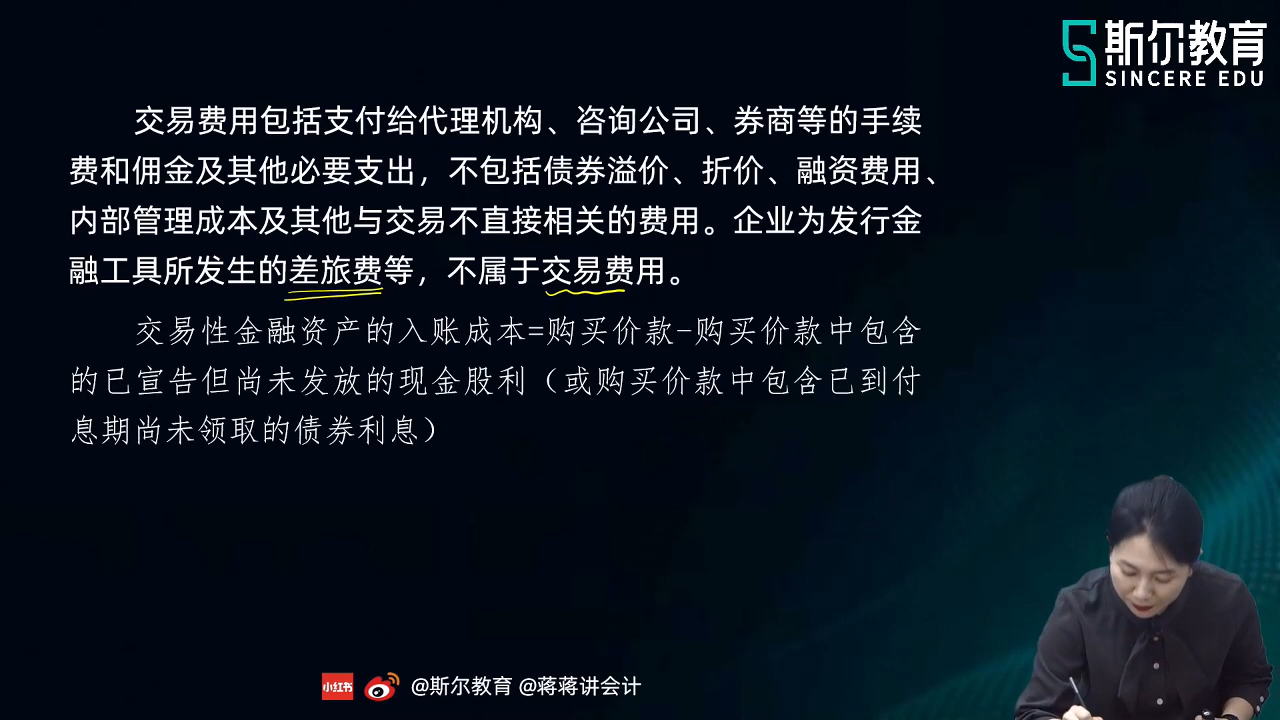 斯尔教育
SINCERE EDU
交易费用包括支付给代理机构、咨询公司、券商等的手续
费和佣金及其他必要支出，不包括债券溢价、折价、融资费用、
内部管理成本及其他与交易不直接相关的费用。企业为发行金
融工具所发生的差旅费等，不属于交易费用。
交易性金融资产的入账成本=购买价款-购买价款中包含
的已宣告但尚未发放的现金股利（或购买价款中包含已到付
息期尚未领取的债券利息）
小红书 @斯尔教育 @蒋蒋讲会计